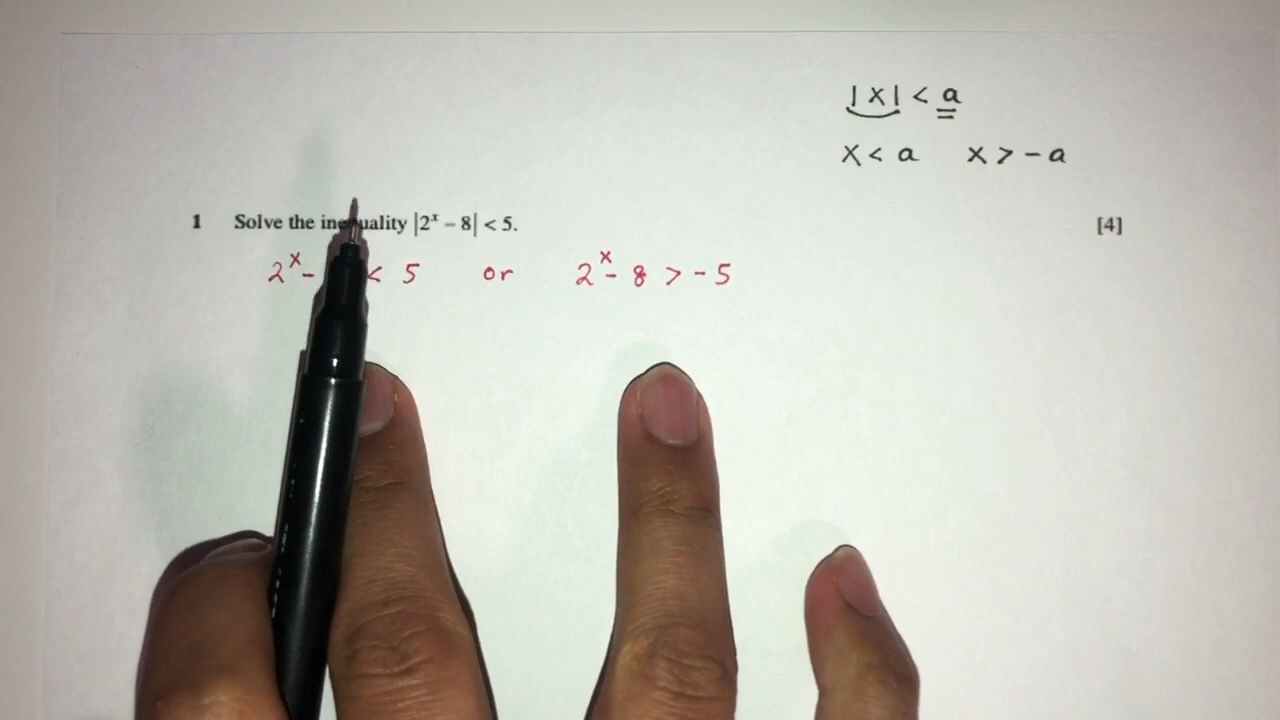 |x| < a
x < a x > -a
1 Solve the inequality |2ˣ – 8| < 5. [4]
2ˣ - < 5 or 2ˣ - 8 > -5